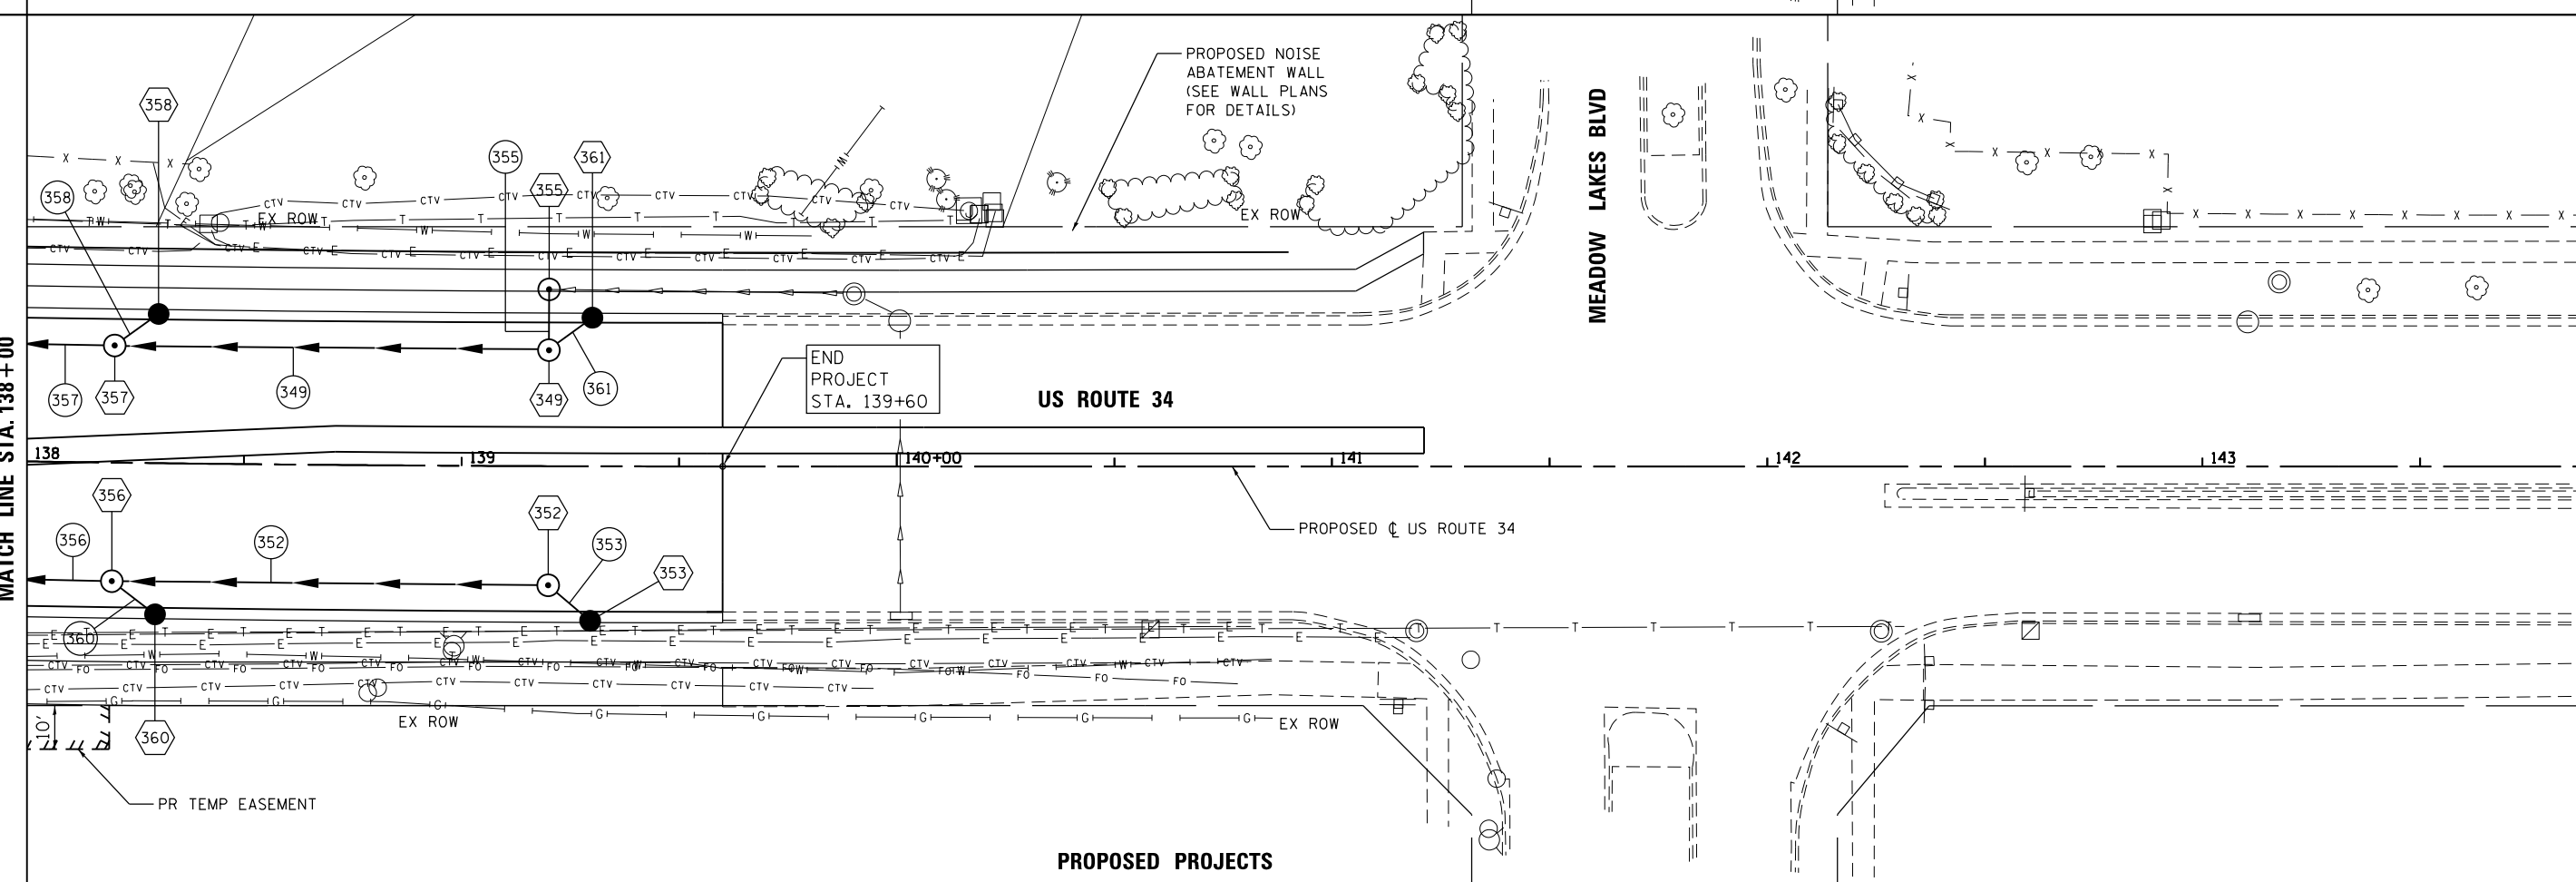 PROPOSED NOISE
ABATEMENT WALL
(SEE WALL PLANS
FOR DETAILS)
358
355
361
355
358
EX ROW
EX ROW
MEADOW LAKES BLVD
MATCH LINE STA. 138+00
357
357
349
349
361
END
PROJECT
STA. 139+60
US ROUTE 34
138
139
140+00
141
142
143
356
352
356
352
353
353
PROPOSED ℄ US ROUTE 34
360
360
10'
EX ROW
EX ROW
PR TEMP EASEMENT
PROPOSED PROJECTS